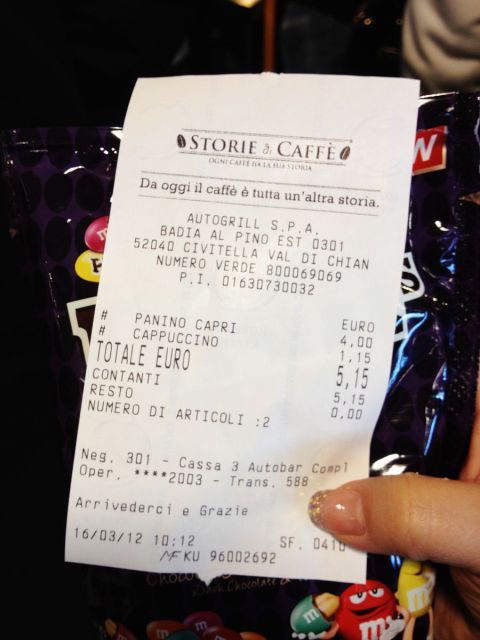 STORIE di CAFFÈ
OGNI CAFFÈ HA LA SUA STORIA
Da oggi il caffè è tutta un'altra storia.
AUTOGRILL S.P.A.
BADIA AL PINO EST 0301
52040 CIVITELLA VAL DI CHIAN
NUMERO VERDE 800069069
P.I. 01630730032
EURO
# PANINO CAPRI 4,00
# CAPPUCCINO 1,15
TOTALE EURO 5,15
CONTANTI 5,15
RESTO 0,00
NUMERO DI ARTICOLI :2
Neg. 301 - Cassa 3 Autobar Compl
Oper. ****2003 - Trans. 588
Arrivederci e Grazie
16/03/12 10:12 SF. 0410
MF KU 96002692
Dark Chocolate
m